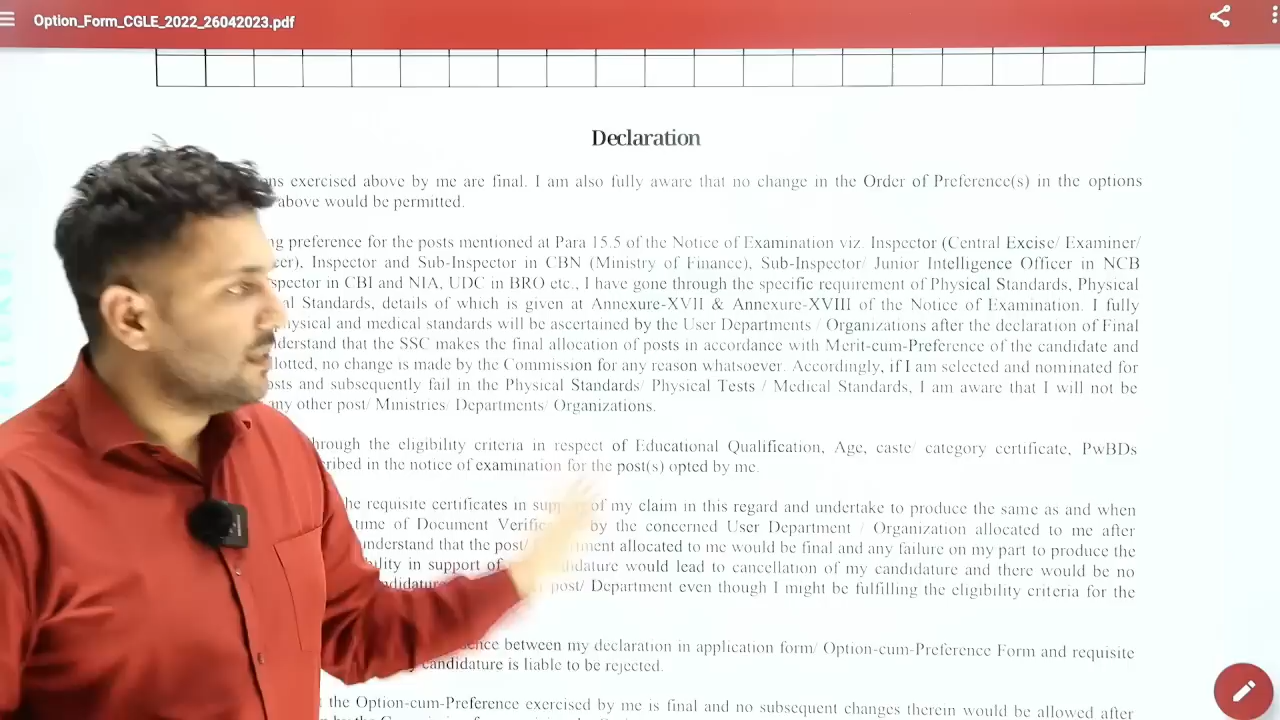 Option_Form_CGLE_2022_26042023.pdf
Declaration
ns exercised above by me are final. I am also fully aware that no change in the Order of Preference(s) in the options
above would be permitted.
ng preference for the posts mentioned at Para 15.5 of the Notice of Examination viz. Inspector (Central Excise/ Examiner/
cer), Inspector and Sub-Inspector in CBN (Ministry of Finance), Sub-Inspector/ Junior Intelligence Officer in NCB
spector in CBI and NIA, UDC in BRO etc., I have gone through the specific requirement of Physical Standards, Physical
al Standards, details of which is given at Annexure-XVII & Annexure-XVIII of the Notice of Examination. I fully
hysical and medical standards will be ascertained by the User Departments / Organizations after the declaration of Final
derstand that the SSC makes the final allocation of posts in accordance with Merit-cum-Preference of the candidate and
lotted, no change is made by the Commission for any reason whatsoever. Accordingly, if I am selected and nominated for
osts and subsequently fail in the Physical Standards/ Physical Tests / Medical Standards, I am aware that I will not be
ny other post/ Ministries/ Departments/ Organizations.
hrough the eligibility criteria in respect of Educational Qualification, Age, caste/ category certificate, PwBDs
ribed in the notice of examination for the post(s) opted by me.
he requisite certificates in of my claim in this regard and undertake to produce the same as and when
time of Document by the concerned User Department / Organization allocated to me after
understand that the post/ ment allocated to me would be final and any failure on my part to produce the
bility in support of didature would lead to cancellation of my candidature and there would be no
ndidature post/ Department even though I might be fulfilling the eligibility criteria for the
ence between my declaration in application form/ Option-cum-Preference Form and requisite
candidature is liable to be rejected.
the Option-cum-Preference exercised by me is final and no subsequent changes therein would be allowed after